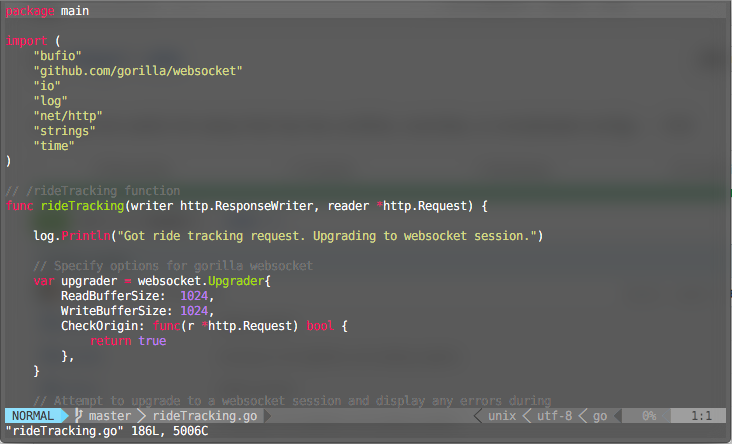 package main
import (
    "bufio"
    "github.com/gorilla/websocket"
    "io"
    "log"
    "net/http"
    "strings"
    "time"
)
// /rideTracking function
func rideTracking(writer http.ResponseWriter, reader *http.Request) {
    log.Println("Got ride tracking request. Upgrading to websocket session.")
    // Specify options for gorilla websocket
    var upgrader = websocket.Upgrader{
        ReadBufferSize:  1024,
        WriteBufferSize: 1024,
        CheckOrigin: func(r *http.Request) bool {
            return true
        },
    }
    // Attempt to upgrade to a websocket session and display any errors during
NORMAL master rideTracking.go unix utf-8 go 0% 1:1
"rideTracking.go" 186L, 5006C